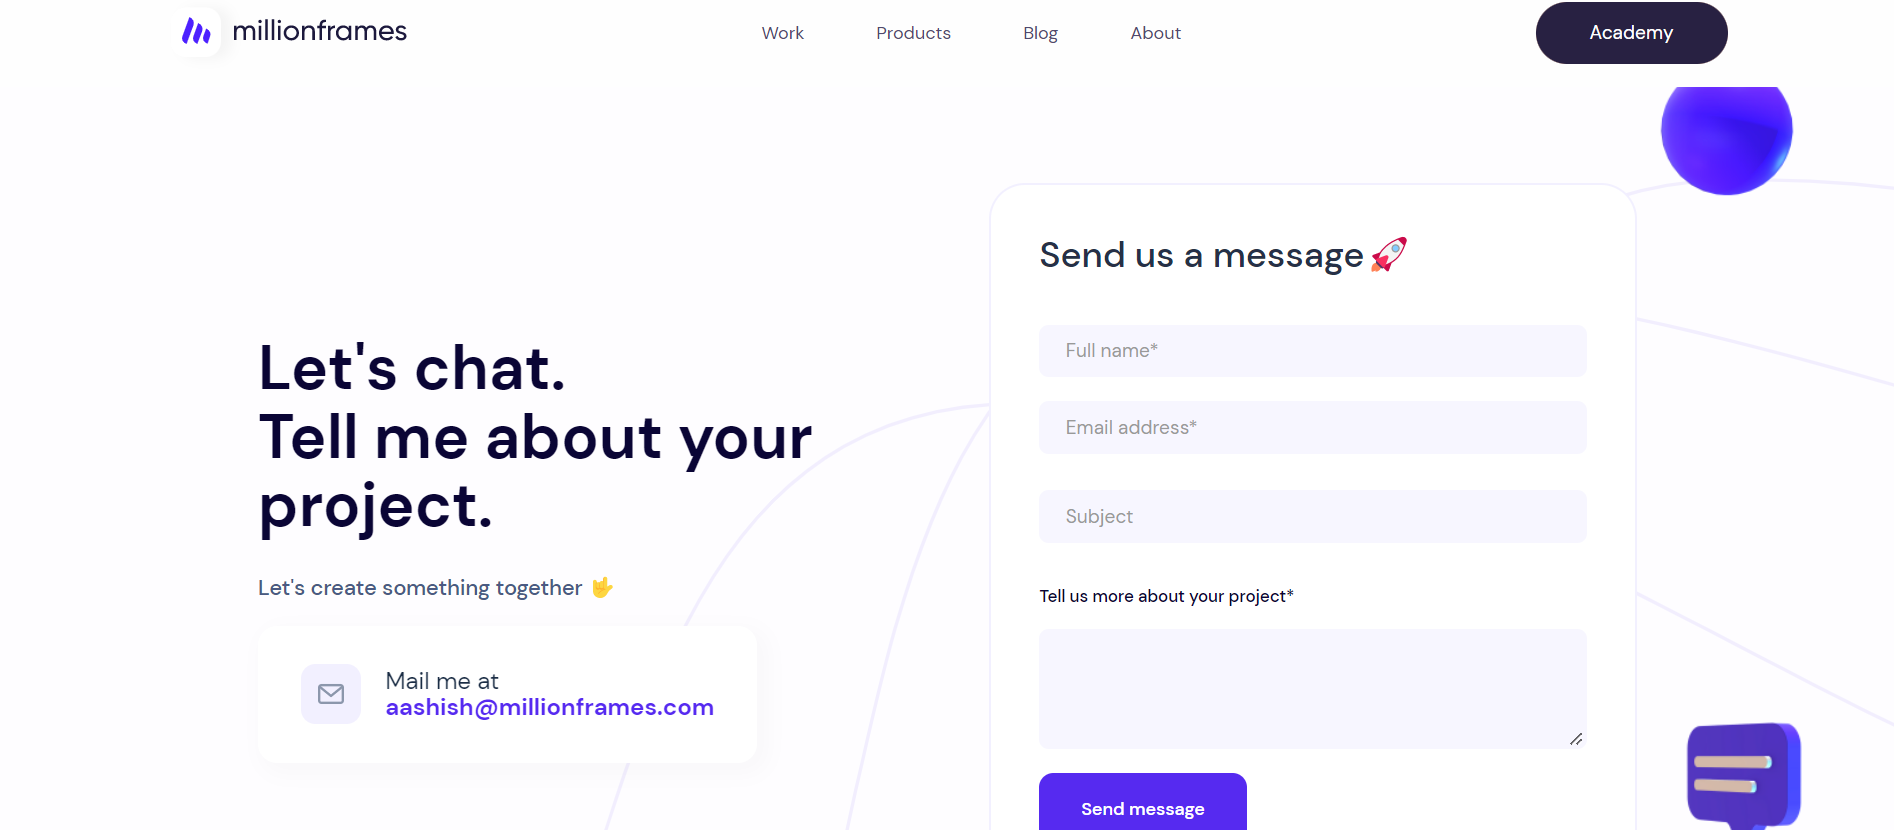 millionframes
Work
Products
Blog
About
Academy
Let's chat.
Tell me about your
project.
Let's create something together 🤟
Mail me at
aashish@millionframes.com
Send us a message 🚀
Full name*
Email address*
Subject
Tell us more about your project*
Send message